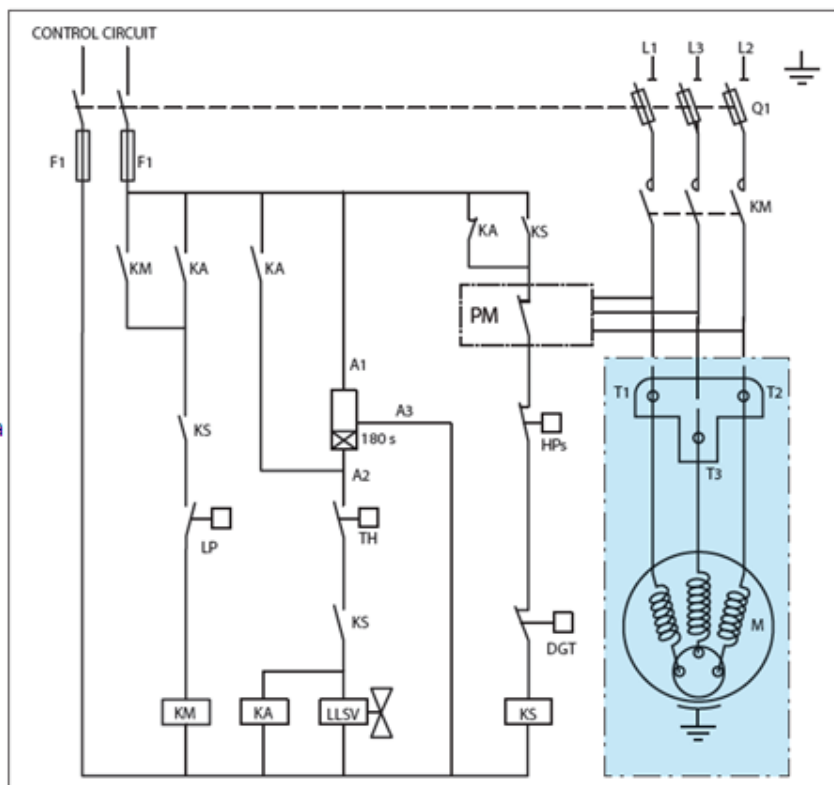 CONTROL CIRCUIT
L1 L3 L2
Q1
F1 F1
KM
KA KS
KM KA KA
PM
A1
T1 T2
A3
180 s
KS
HPs
A2
T3
TH
LP
KS
M
DGT
KM KA LLSV KS